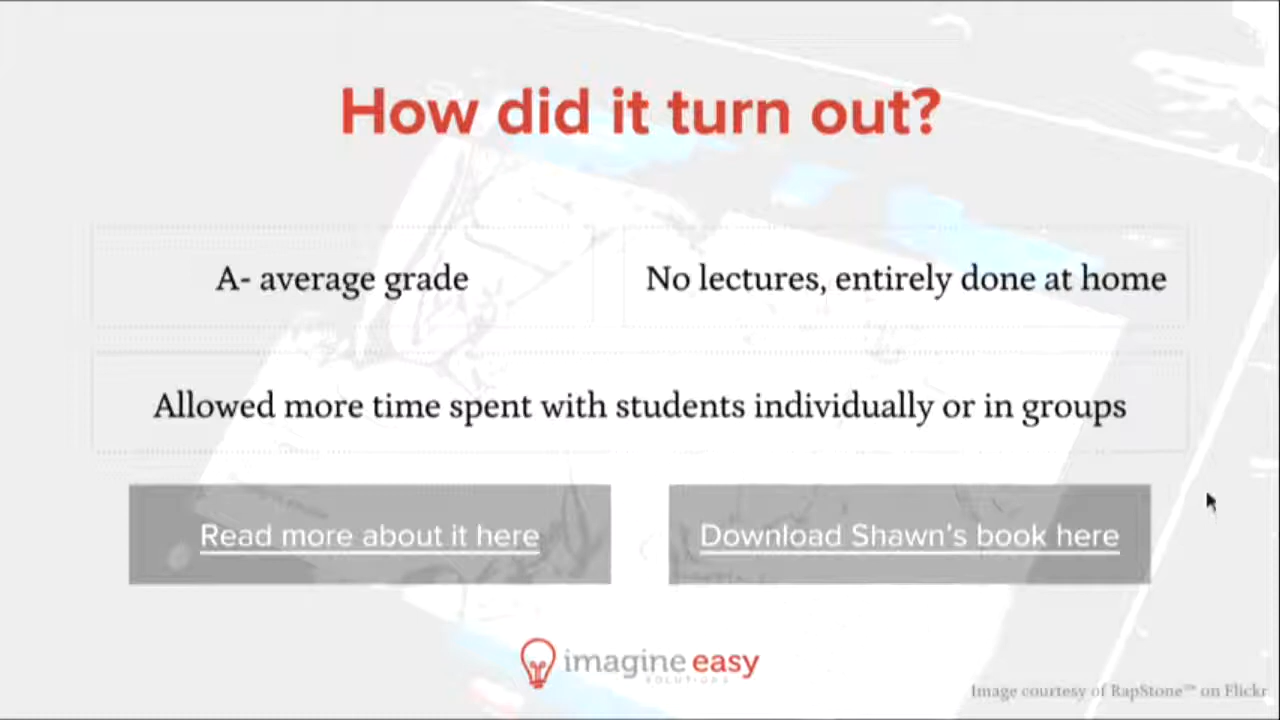 How did it turn out?
A- average grade
No lectures, entirely done at home
Allowed more time spent with students individually or in groups
Read more about it here
Download Shawn's book here
imagine easy
SOLUTIONS
Image courtesy of RapStone™ on Flickr